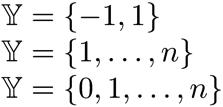 𝕐 = {−1, 1}
𝕐 = {1, . . . , n}
𝕐 = {0, 1, . . . , n}